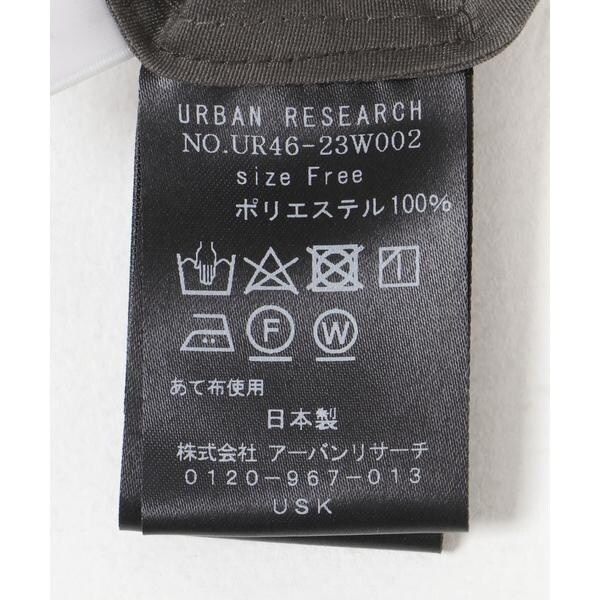 URBAN RESEARCH
NO.UR46-23W002
size Free
ポリエステル100%
F W
あて布使用
日本製
株式会社 アーバンリサーチ
0120-967-013
USK